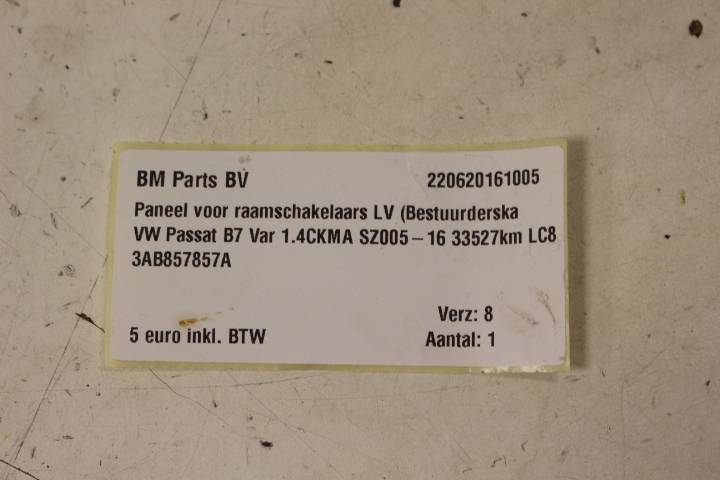 BM Parts BV 220620161005
Paneel voor raamschakelaars LV (Bestuurderska
VW Passat B7 Var 1.4CKMA SZ005 – 16 33527km LC8
3AB857857A
Verz: 8
5 euro inkl. BTW Aantal: 1